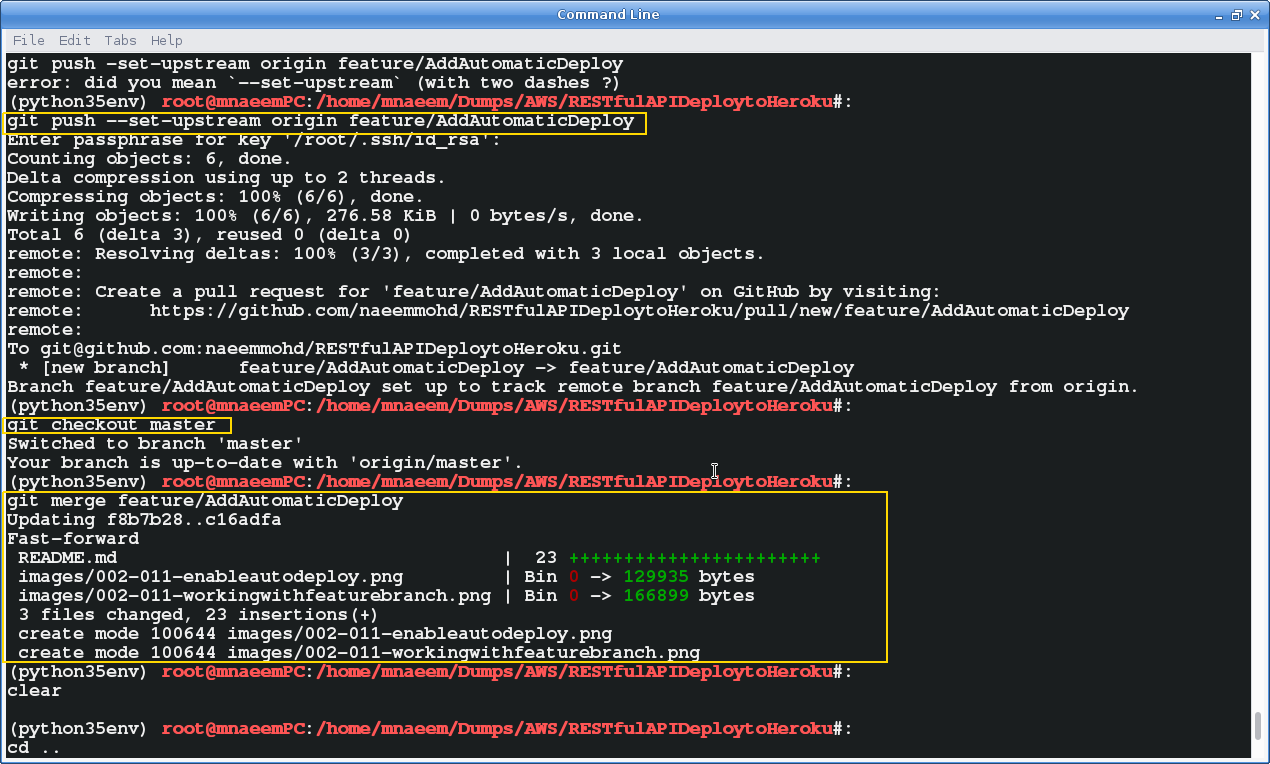 Command Line
File Edit Tabs Help
git push -set-upstream origin feature/AddAutomaticDeploy
error: did you mean `--set-upstream` (with two dashes ?)
(python35env) root@mnaeemPC:/home/mnaeem/Dumps/AWS/RESTfulAPIDeploytoHeroku#:
git push --set-upstream origin feature/AddAutomaticDeploy
Enter passphrase for key '/root/.ssh/id_rsa':
Counting objects: 6, done.
Delta compression using up to 2 threads.
Compressing objects: 100% (6/6), done.
Writing objects: 100% (6/6), 276.58 KiB | 0 bytes/s, done.
Total 6 (delta 3), reused 0 (delta 0)
remote: Resolving deltas: 100% (3/3), completed with 3 local objects.
remote:
remote: Create a pull request for 'feature/AddAutomaticDeploy' on GitHub by visiting:
remote:      https://github.com/naeemmohd/RESTfulAPIDeploytoHeroku/pull/new/feature/AddAutomaticDeploy
remote:
To git@github.com:naeemmohd/RESTfulAPIDeploytoHeroku.git
 * [new branch]      feature/AddAutomaticDeploy -> feature/AddAutomaticDeploy
Branch feature/AddAutomaticDeploy set up to track remote branch feature/AddAutomaticDeploy from origin.
(python35env) root@mnaeemPC:/home/mnaeem/Dumps/AWS/RESTfulAPIDeploytoHeroku#:
git checkout master
Switched to branch 'master'
Your branch is up-to-date with 'origin/master'.
(python35env) root@mnaeemPC:/home/mnaeem/Dumps/AWS/RESTfulAPIDeploytoHeroku#:
git merge feature/AddAutomaticDeploy
Updating f8b7b28..c16adfa
Fast-forward
 README.md                                   |  23 +++++++++++++++++++++++
 images/002-011-enableautodeploy.png         | Bin 0 -> 129935 bytes
 images/002-011-workingwithfeaturebranch.png | Bin 0 -> 166899 bytes
 3 files changed, 23 insertions(+)
 create mode 100644 images/002-011-enableautodeploy.png
 create mode 100644 images/002-011-workingwithfeaturebranch.png
(python35env) root@mnaeemPC:/home/mnaeem/Dumps/AWS/RESTfulAPIDeploytoHeroku#:
clear
(python35env) root@mnaeemPC:/home/mnaeem/Dumps/AWS/RESTfulAPIDeploytoHeroku#:
cd ..